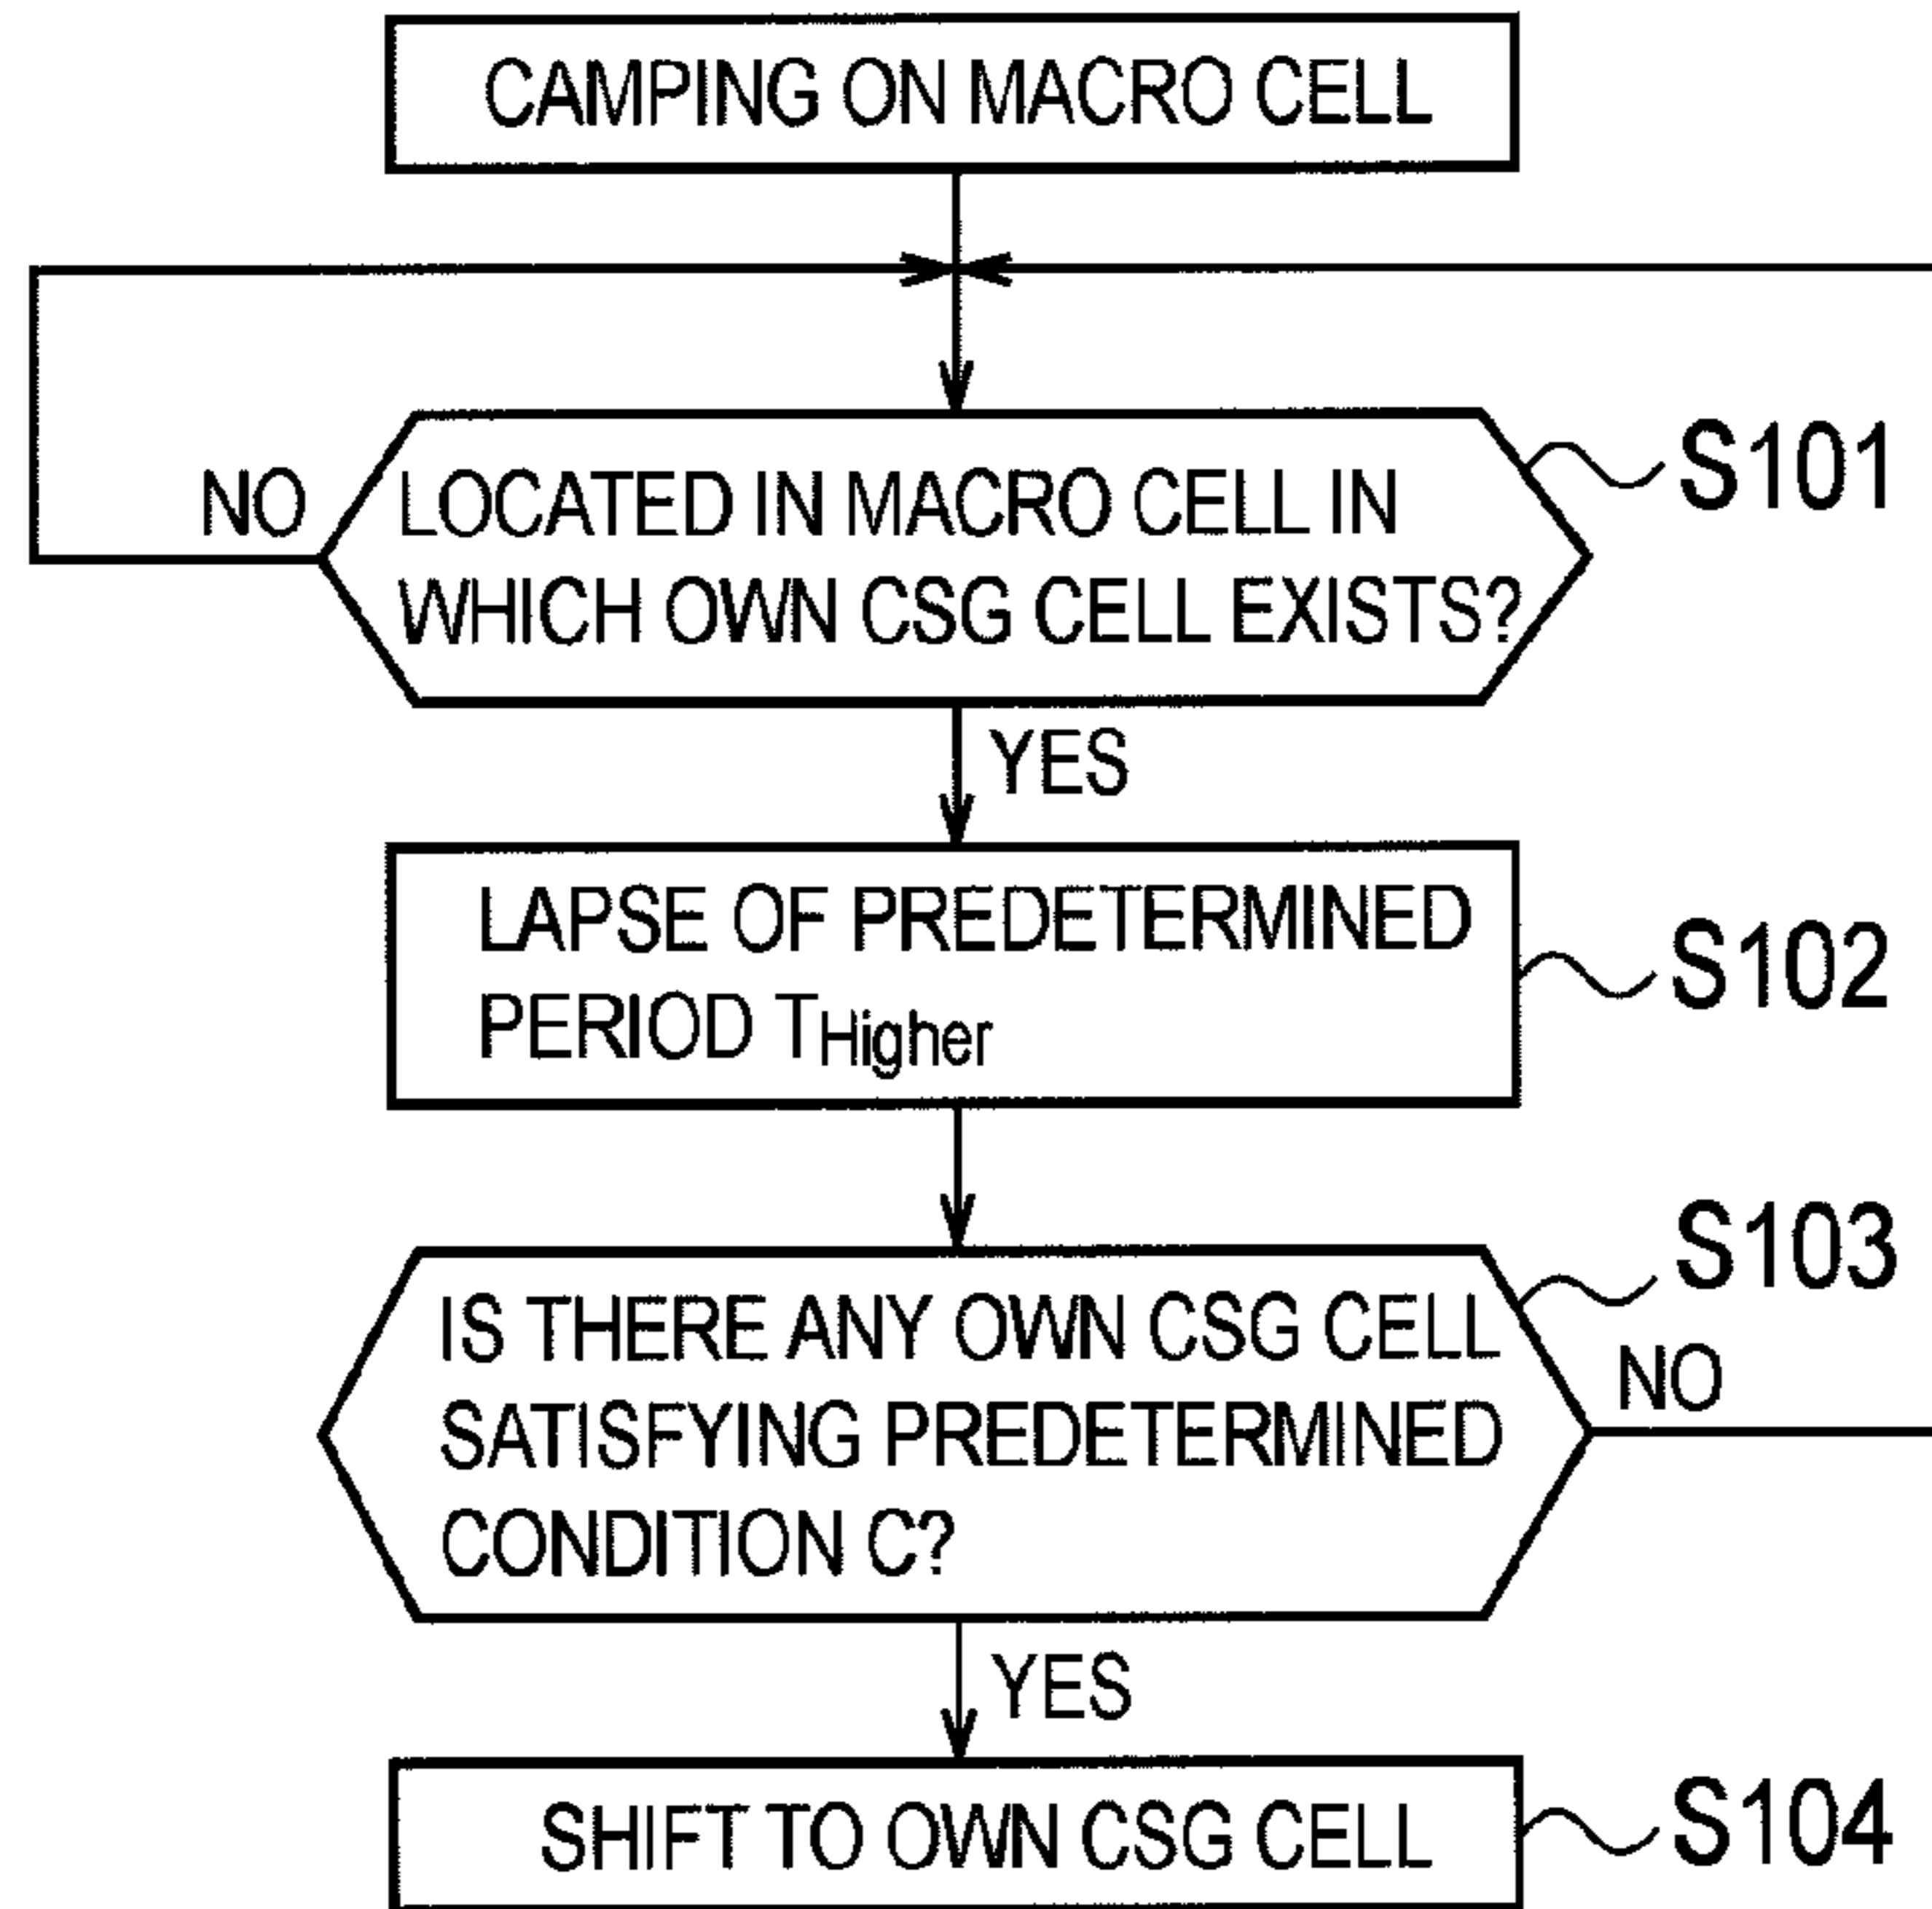 CAMPING ON MACRO CELL
NO
LOCATED IN MACRO CELL IN
WHICH OWN CSG CELL EXISTS?
S101
YES
LAPSE OF PREDETERMINED
PERIOD THigher
S102
IS THERE ANY OWN CSG CELL
SATISFYING PREDETERMINED
CONDITION C?
S103
NO
YES
SHIFT TO OWN CSG CELL
S104